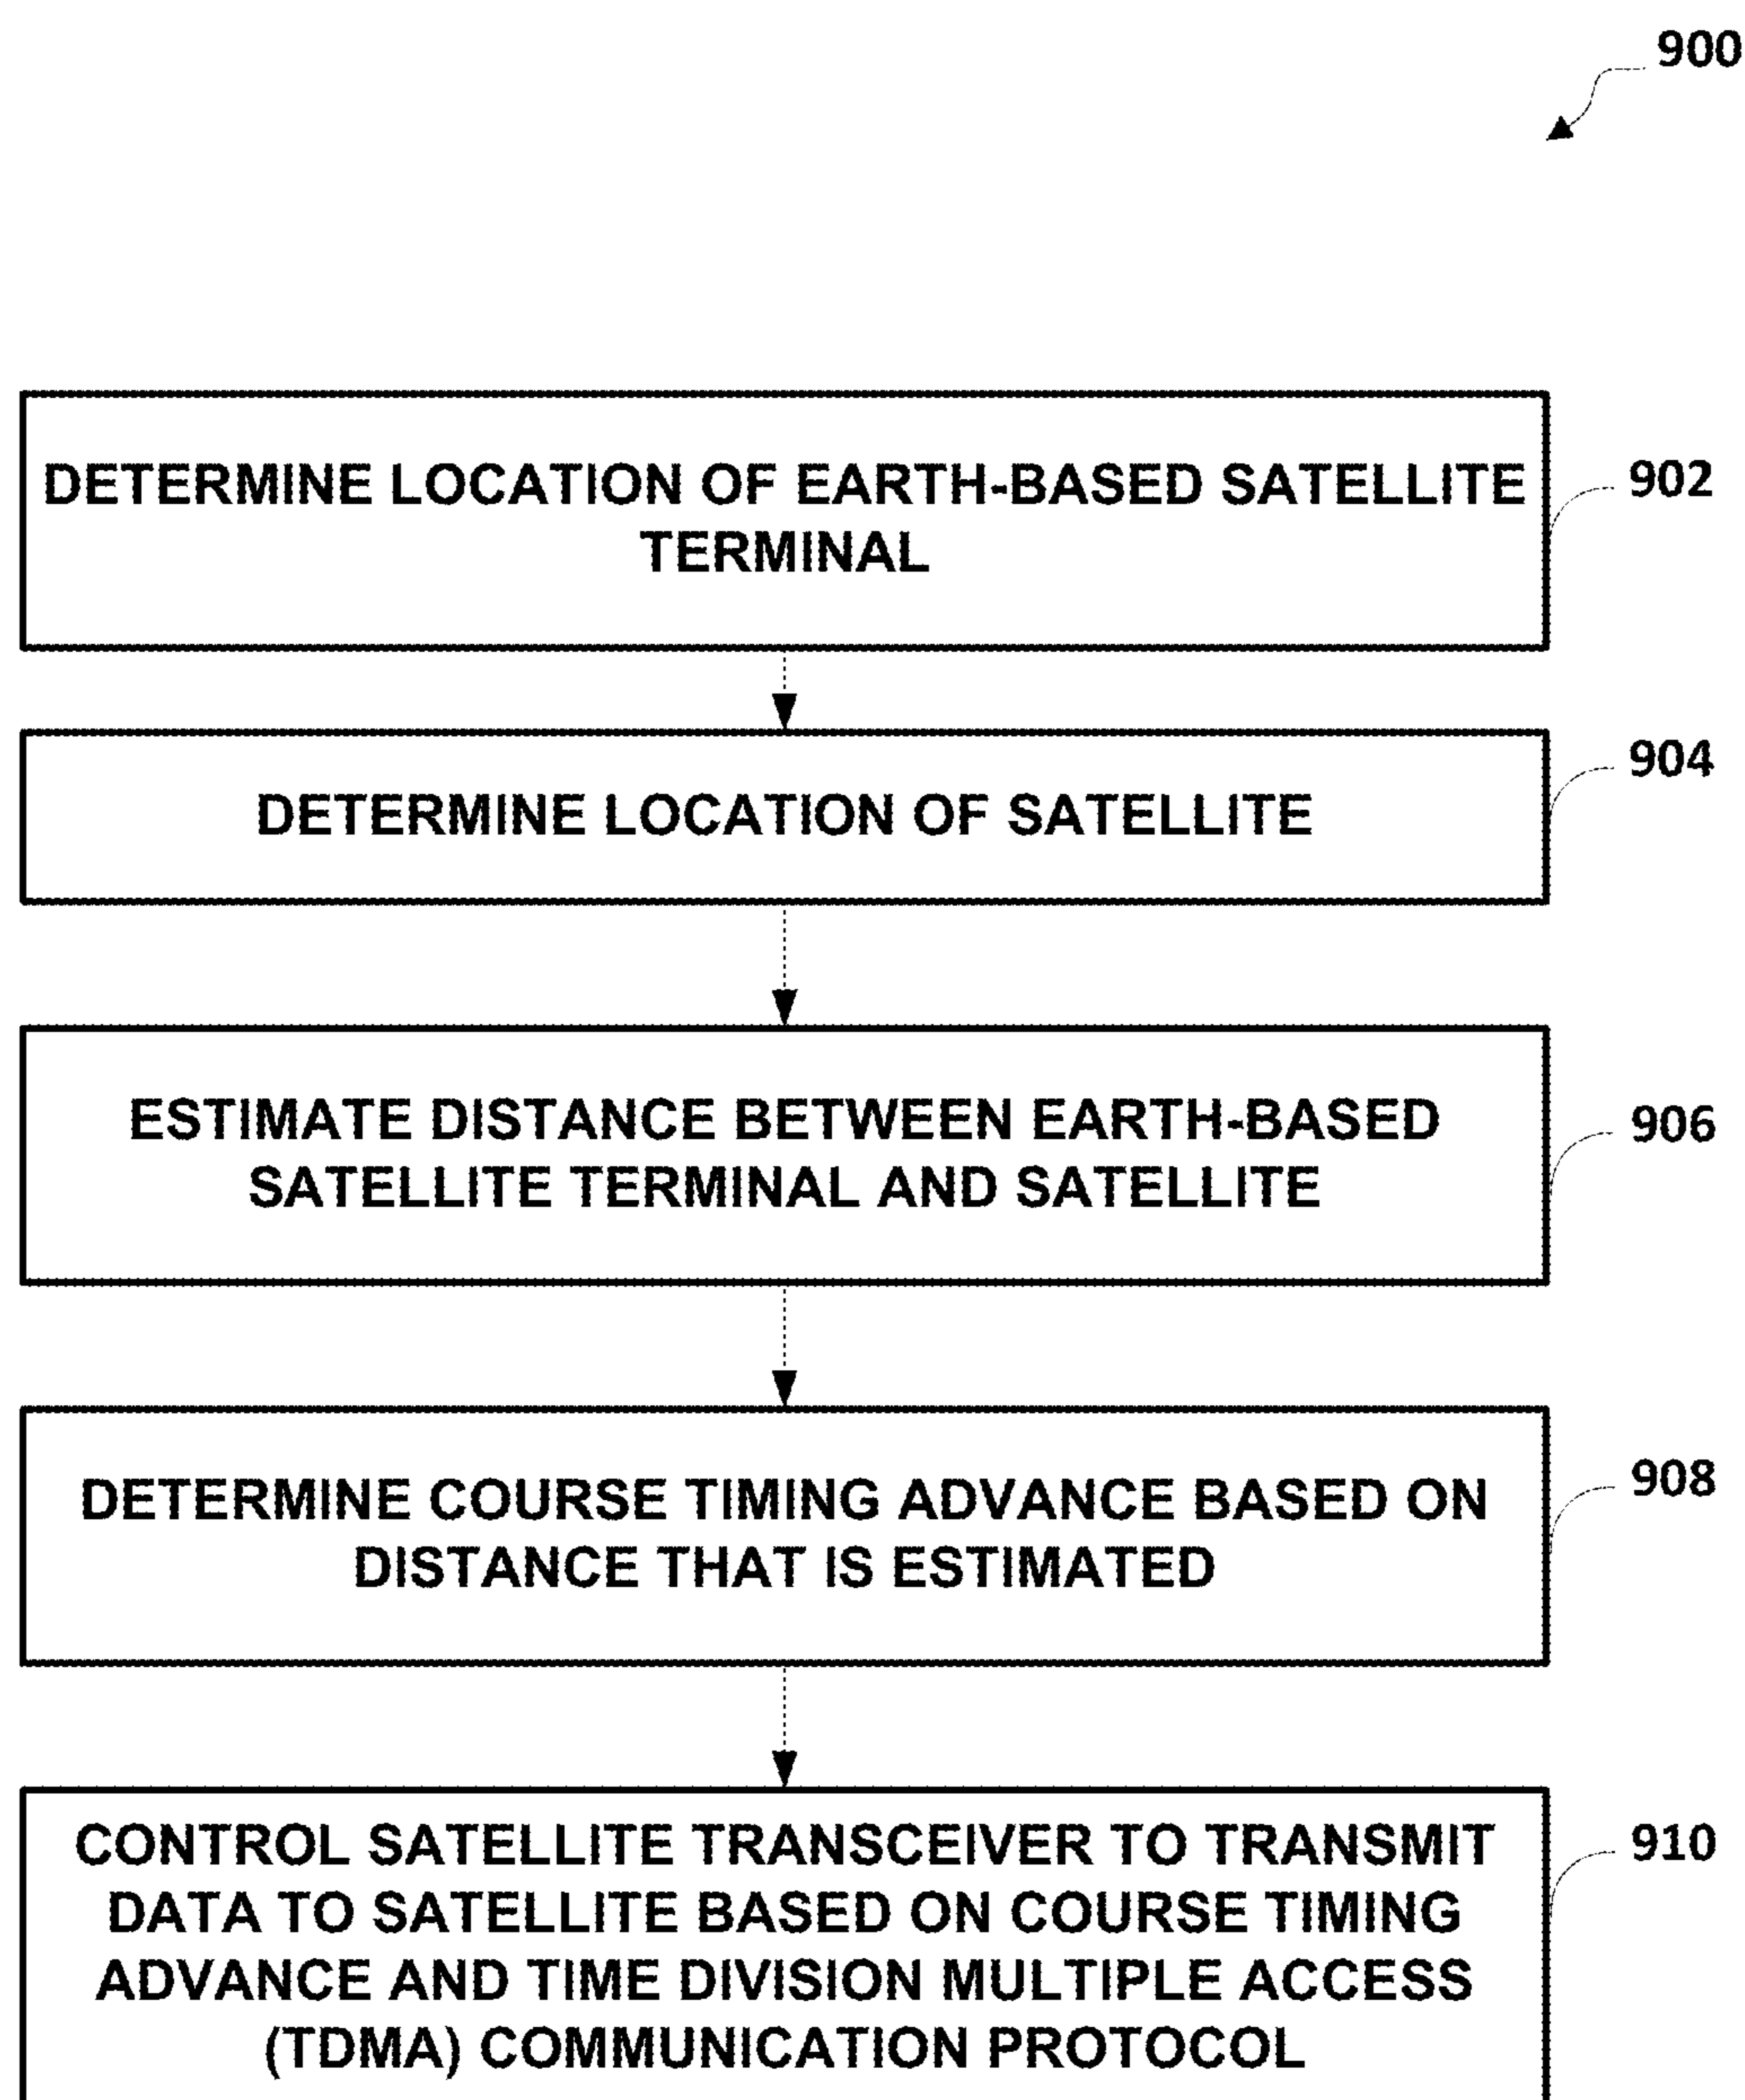 900
DETERMINE LOCATION OF EARTH-BASED SATELLITE
TERMINAL
902
DETERMINE LOCATION OF SATELLITE
904
ESTIMATE DISTANCE BETWEEN EARTH-BASED
SATELLITE TERMINAL AND SATELLITE
906
DETERMINE COURSE TIMING ADVANCE BASED ON
DISTANCE THAT IS ESTIMATED
908
CONTROL SATELLITE TRANSCEIVER TO TRANSMIT
DATA TO SATELLITE BASED ON COURSE TIMING
ADVANCE AND TIME DIVISION MULTIPLE ACCESS
(TDMA) COMMUNICATION PROTOCOL
910